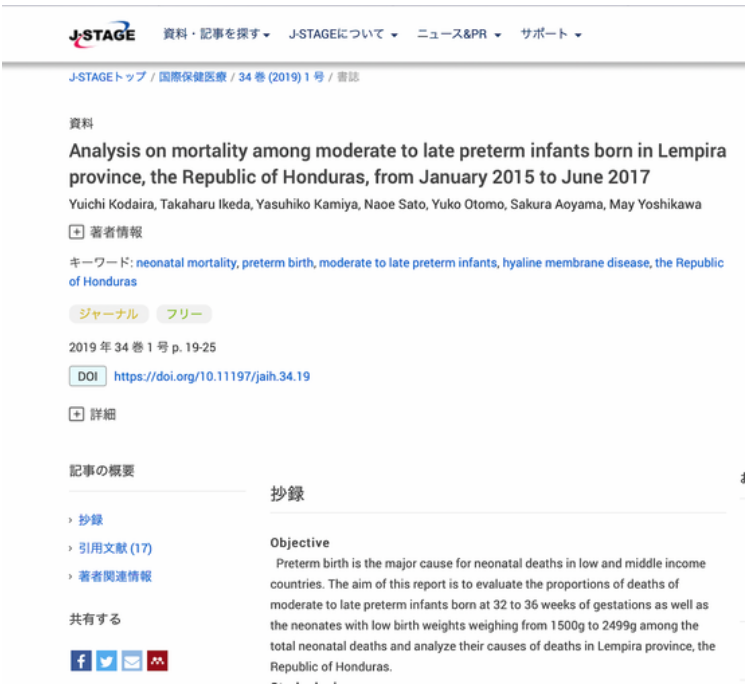 J-STAGE 資料・記事を探す J-STAGEについて ニュース&PR サポート
J-STAGEトップ / 国際保健医療 / 34 巻 (2019) 1 号 / 書誌
資料
Analysis on mortality among moderate to late preterm infants born in Lempira
province, the Republic of Honduras, from January 2015 to June 2017
Yuichi Kodaira, Takaharu Ikeda, Yasuhiko Kamiya, Naoe Sato, Yuko Otomo, Sakura Aoyama, May Yoshikawa
著者情報
キーワード: neonatal mortality, preterm birth, moderate to late preterm infants, hyaline membrane disease, the Republic
of Honduras
ジャーナル フリー
2019 年 34 巻 1 号 p. 19-25
DOI https://doi.org/10.11197/jaih.34.19
詳細
記事の概要
抄録
引用文献 (17)
著者関連情報
共有する
抄録
Objective
Preterm birth is the major cause for neonatal deaths in low and middle income
countries. The aim of this report is to evaluate the proportions of deaths of
moderate to late preterm infants born at 32 to 36 weeks of gestations as well as
the neonates with low birth weights weighing from 1500g to 2499g among the
total neonatal deaths and analyze their causes of deaths in Lempira province, the
Republic of Honduras.